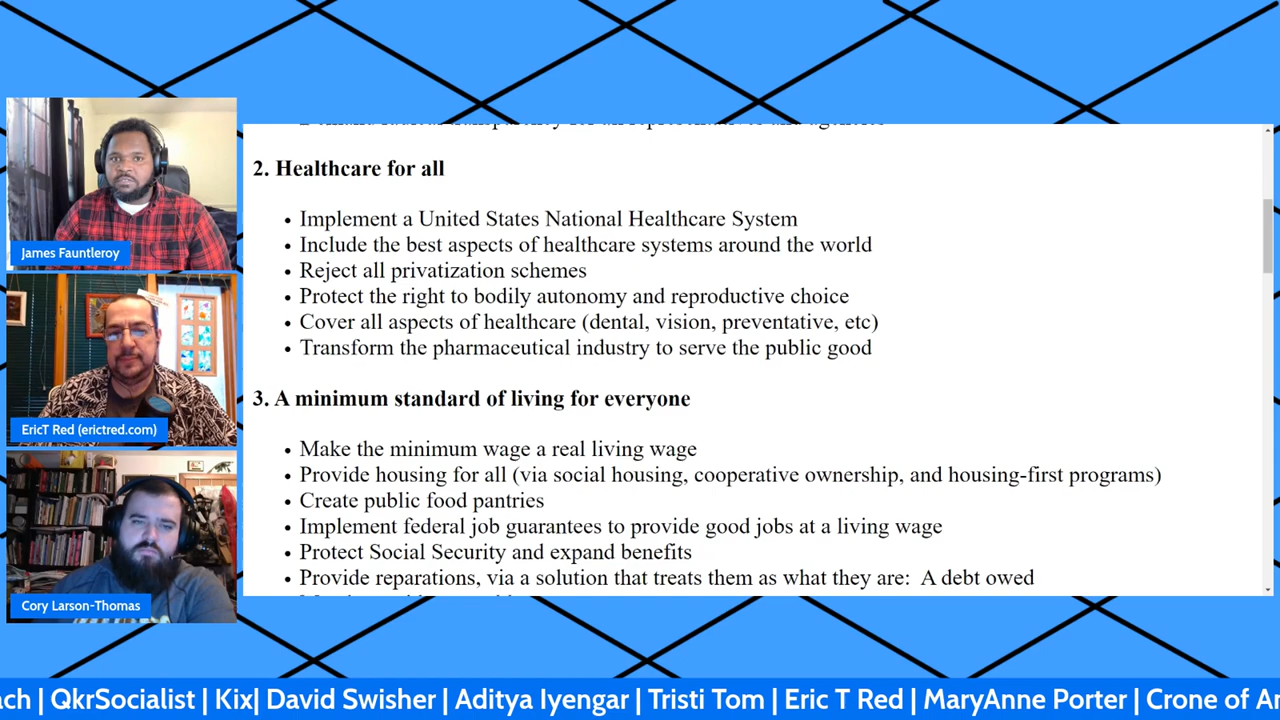 James Fauntleroy
EricT Red (erictred.com)
Cory Larson-Thomas
2. Healthcare for all
• Implement a United States National Healthcare System
• Include the best aspects of healthcare systems around the world
• Reject all privatization schemes
• Protect the right to bodily autonomy and reproductive choice
• Cover all aspects of healthcare (dental, vision, preventative, etc)
• Transform the pharmaceutical industry to serve the public good
3. A minimum standard of living for everyone
• Make the minimum wage a real living wage
• Provide housing for all (via social housing, cooperative ownership, and housing-first programs)
• Create public food pantries
• Implement federal job guarantees to provide good jobs at a living wage
• Protect Social Security and expand benefits
• Provide reparations, via a solution that treats them as what they are: A debt owed
ach | QkrSocialist | Kix| David Swisher | Aditya Iyengar | Tristi Tom | Eric T Red | MaryAnne Porter | Crone of Ar